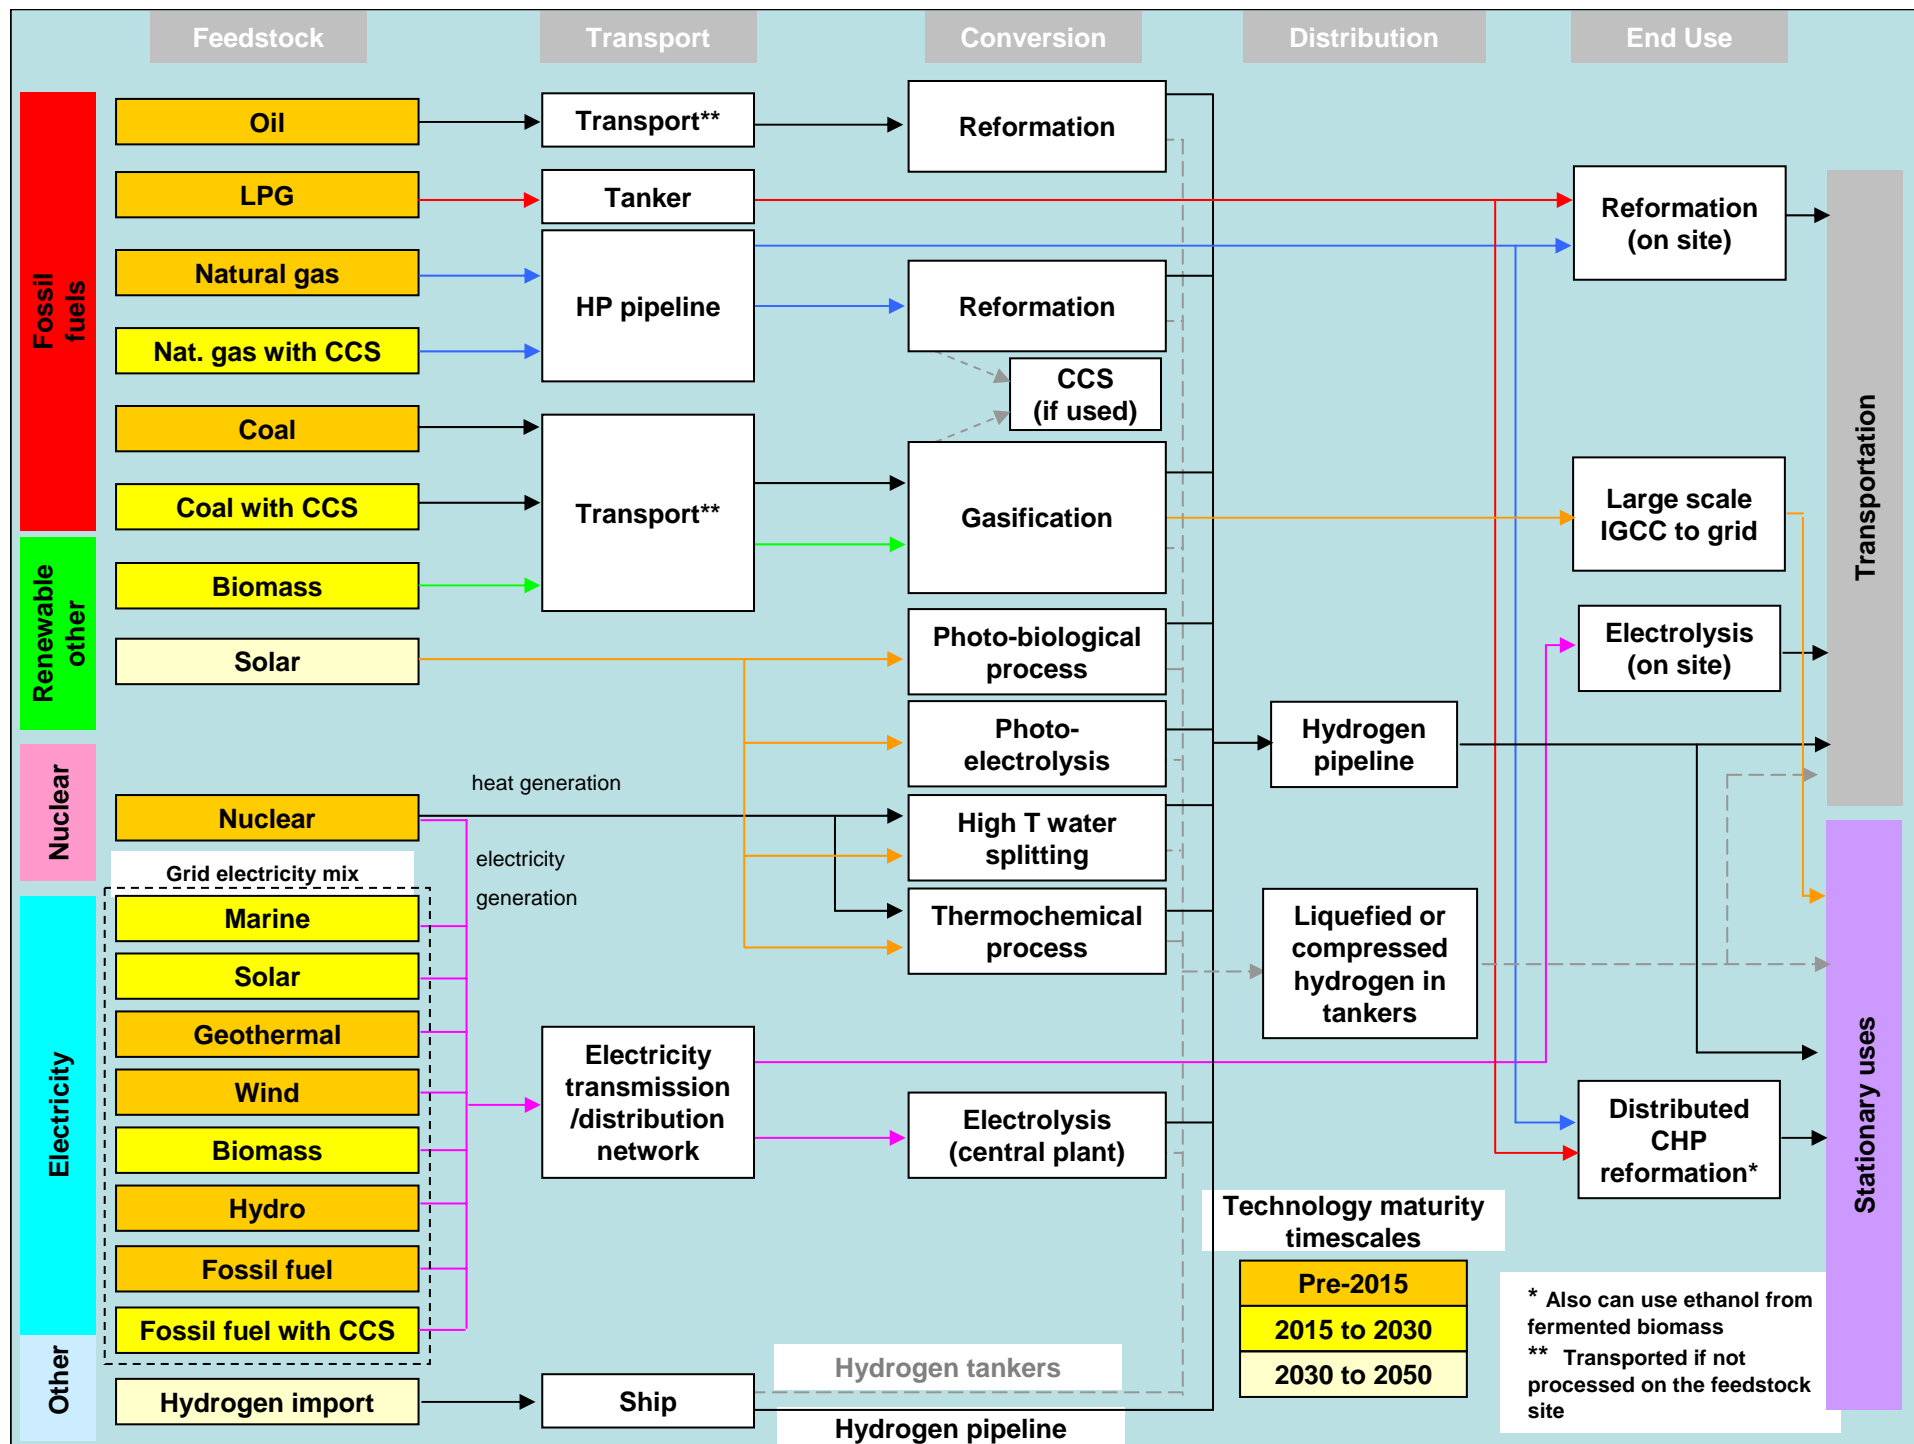 Feedstock
Transport
Conversion
Distribution
End Use
Fossil
fuels
Renewable
other
Nuclear
Electricity
Other
Oil
LPG
Natural gas
Nat. gas with CCS
Coal
Coal with CCS
Biomass
Solar
Nuclear
heat generation
electricity
generation
Grid electricity mix
Marine
Solar
Geothermal
Wind
Biomass
Hydro
Fossil fuel
Fossil fuel with CCS
Hydrogen import
Transport**
Tanker
HP pipeline
Transport**
Electricity
transmission
/distribution
network
Ship
Reformation
Reformation
CCS
(if used)
Gasification
Photo-biological
process
Photo-
electrolysis
High T water
splitting
Thermochemical
process
Electrolysis
(central plant)
Hydrogen tankers
Hydrogen pipeline
Hydrogen
pipeline
Liquefied or
compressed
hydrogen in
tankers
Technology maturity
timescales
Pre-2015
2015 to 2030
2030 to 2050
Reformation
(on site)
Large scale
IGCC to grid
Electrolysis
(on site)
Distributed
CHP
reformation*
* Also can use ethanol from
fermented biomass
** Transported if not
processed on the feedstock
site
Transportation
Stationary uses